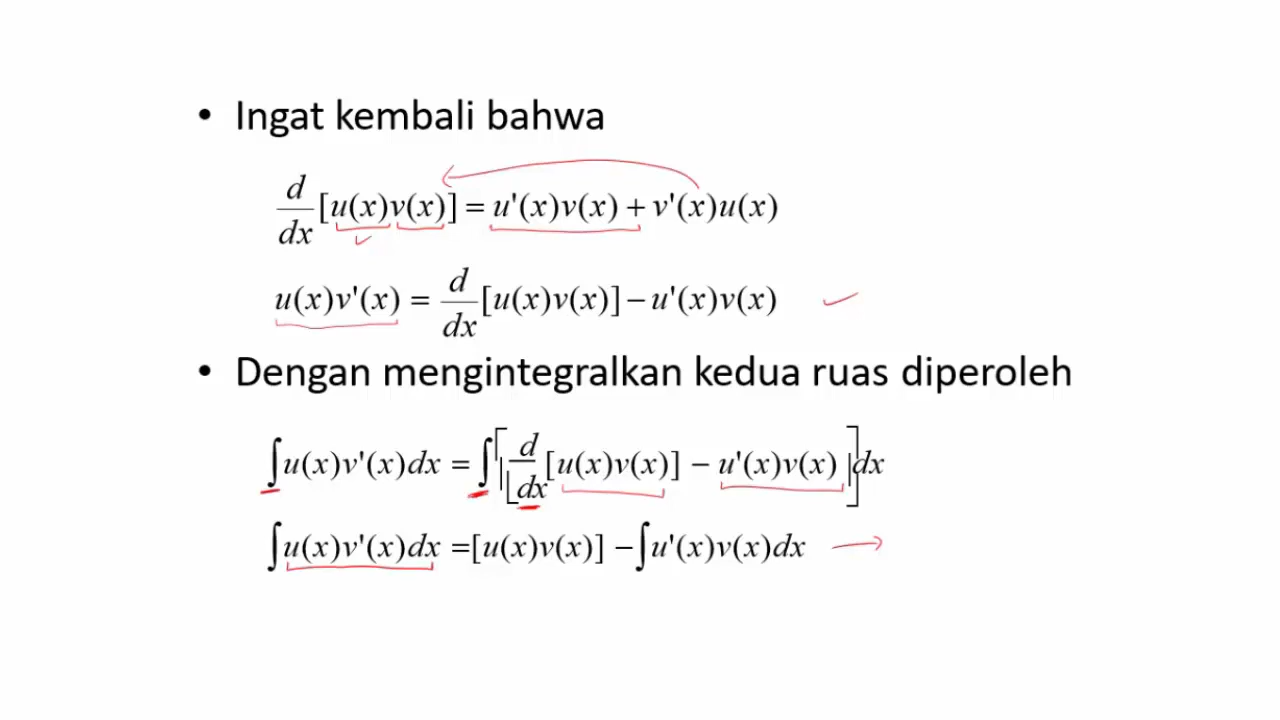 • Ingat kembali bahwa
d/dx [u(x)v(x)] = u'(x)v(x) + v'(x)u(x)
u(x)v'(x) = d/dx [u(x)v(x)] − u'(x)v(x)
• Dengan mengintegralkan kedua ruas diperoleh
∫u(x)v'(x)dx = ∫[d/dx [u(x)v(x)] − u'(x)v(x)]dx
∫u(x)v'(x)dx =[u(x)v(x)] −∫u'(x)v(x)dx